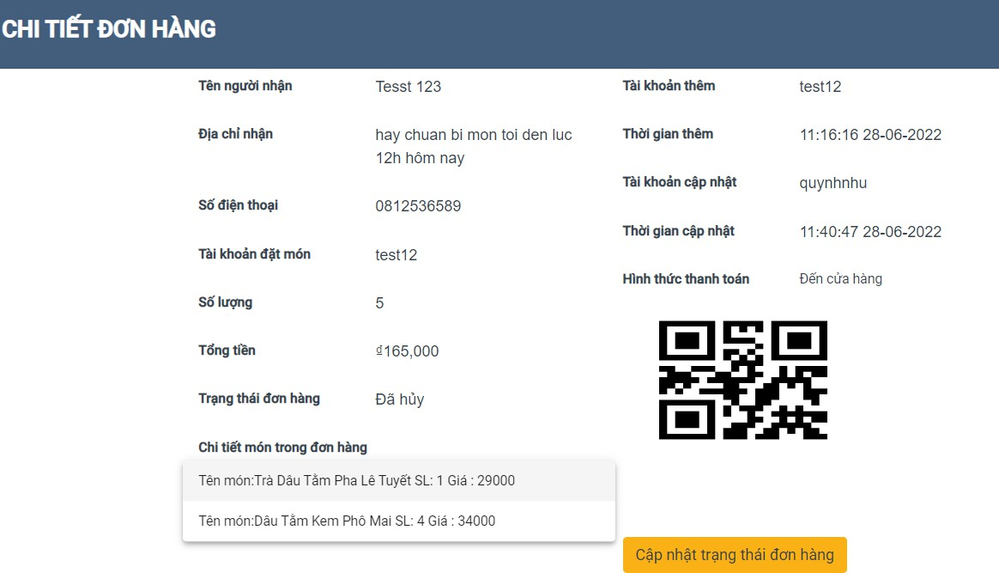 CHI TIẾT ĐƠN HÀNG
Tên người nhận
Tesst 123
Địa chỉ nhận
hay chuan bi mon toi den luc
12h hôm nay
Số điện thoại
0812536589
Tài khoản đặt món
test12
Số lượng
5
Tổng tiền
₫165,000
Trạng thái đơn hàng
Đã hủy
Chi tiết món trong đơn hàng
Tên món:Trà Dâu Tằm Pha Lê Tuyết SL: 1 Giá : 29000
Tên món:Dâu Tằm Kem Phô Mai SL: 4 Giá : 34000
Tài khoản thêm
test12
Thời gian thêm
11:16:16 28-06-2022
Tài khoản cập nhật
quynhnhu
Thời gian cập nhật
11:40:47 28-06-2022
Hình thức thanh toán
Đến cửa hàng
Cập nhật trạng thái đơn hàng